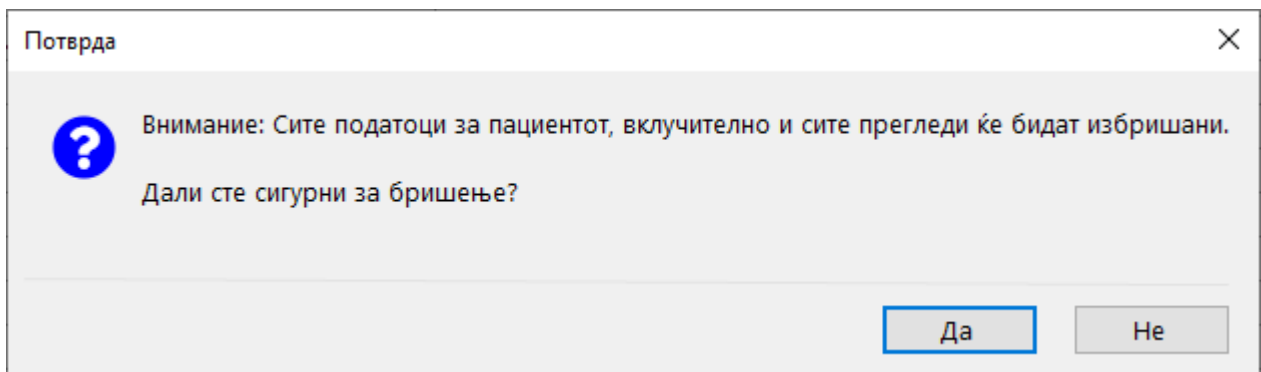 Потврда
Внимание: Сите податоци за пациентот, вклучително и сите прегледи ќе бидат избришани.
Дали сте сигурни за бришење?
Да
Не